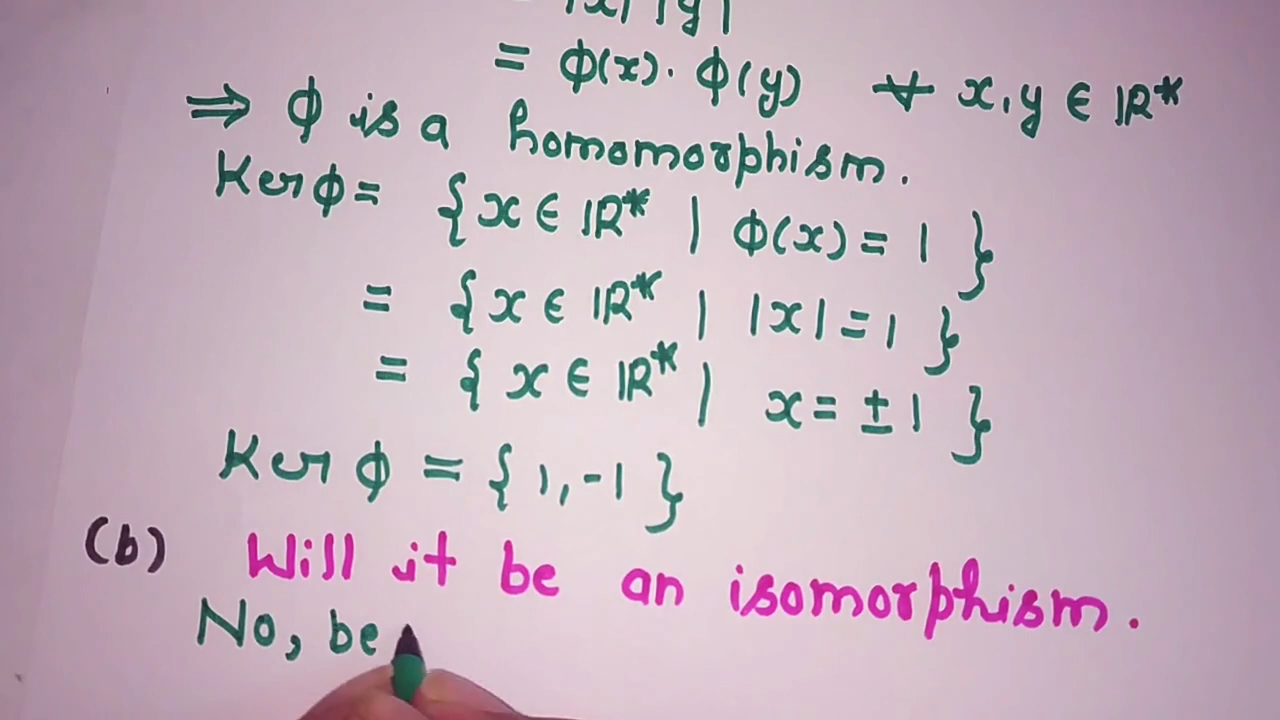 = |x| |y|
= ϕ(x) · ϕ(y) ∀ x, y ∈ ℝ*
⇒ ϕ is a homomorphism.
Ker ϕ = {x ∈ ℝ* | ϕ(x) = 1 }
= {x ∈ ℝ* | |x| = 1 }
= { x ∈ ℝ* | x = ± 1 }
Ker ϕ = { 1, -1 }
(b) Will it be an isomorphism.
No, be